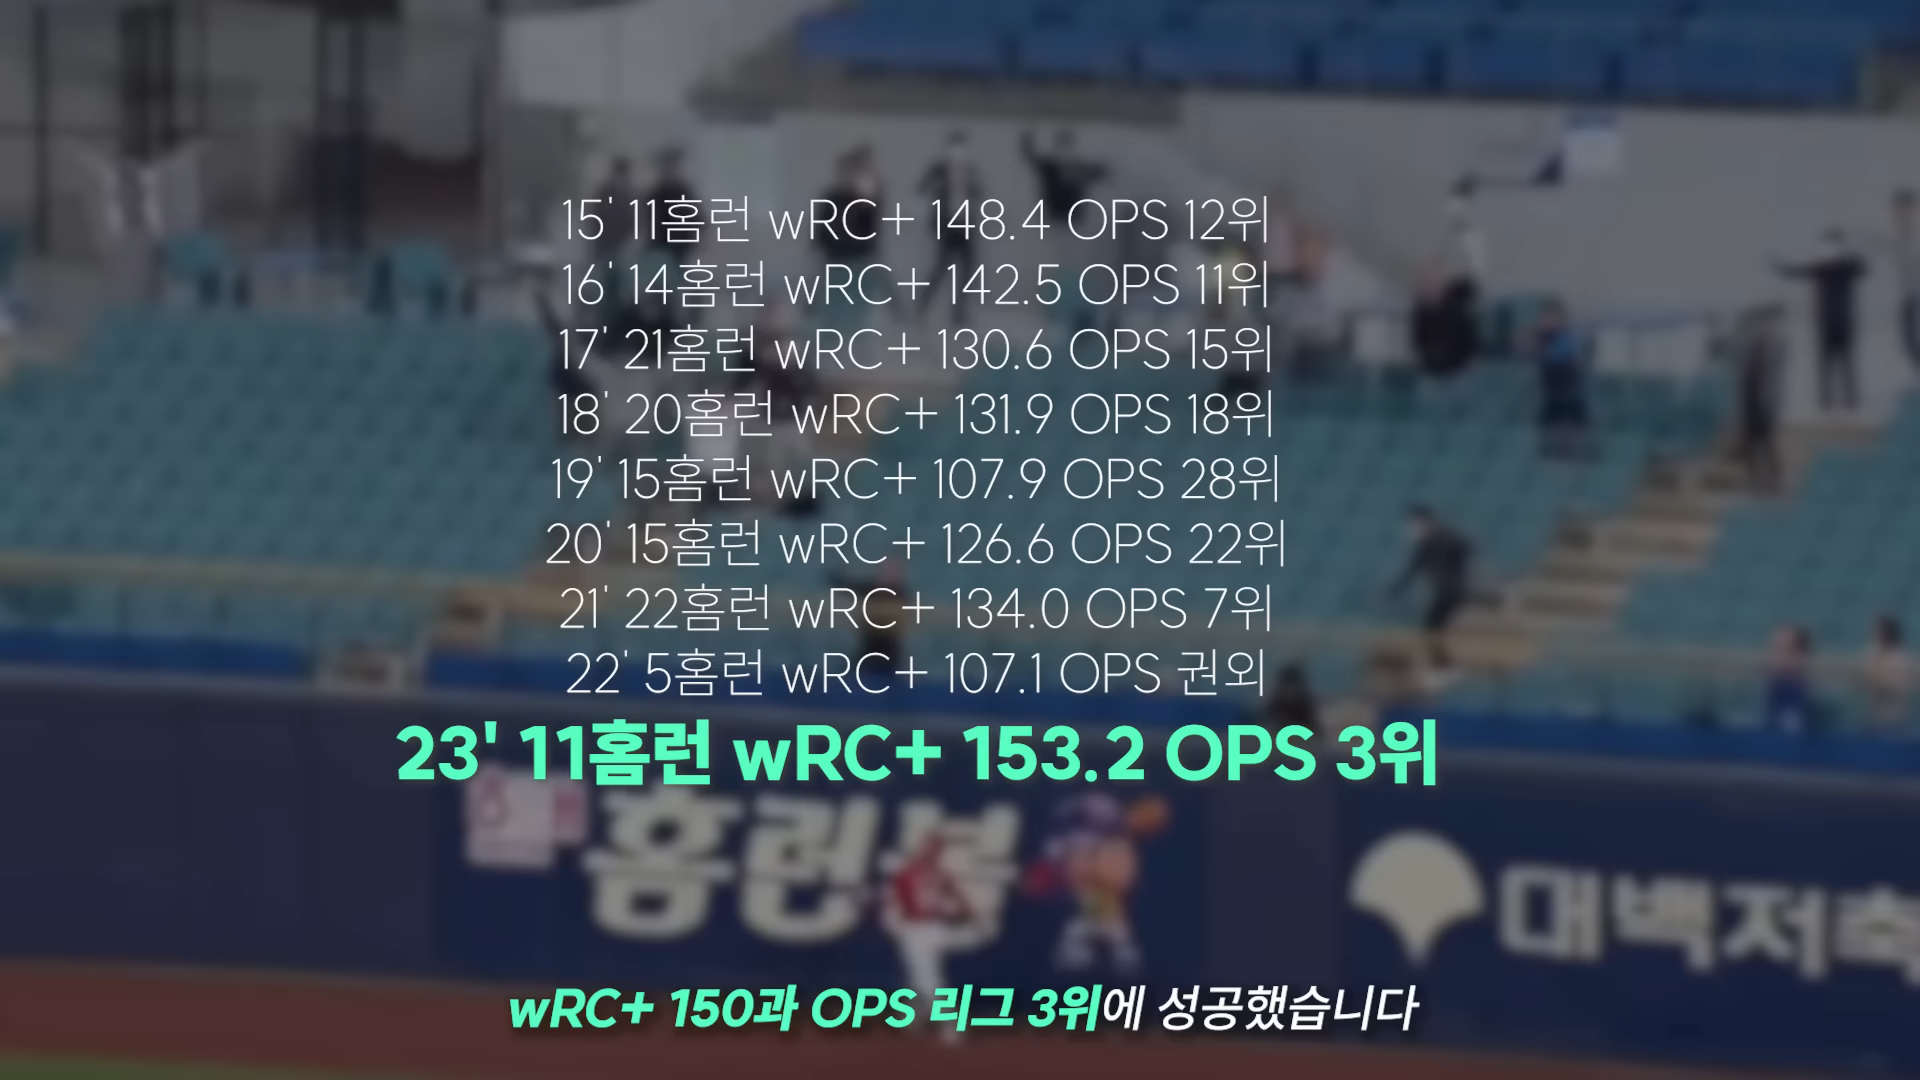 15' 11홈런 wRC+ 148.4 OPS 12위
16' 14홈런 wRC+ 142.5 OPS 11위
17' 21홈런 wRC+ 130.6 OPS 15위
18' 20홈런 wRC+ 131.9 OPS 18위
19' 15홈런 wRC+ 107.9 OPS 28위
20' 15홈런 wRC+ 126.6 OPS 22위
21' 22홈런 wRC+ 134.0 OPS 7위
22' 5홈런 wRC+ 107.1 OPS 권외
23' 11홈런 wRC+ 153.2 OPS 3위
홈런볼
대백저축
wRC+ 150과 OPS 리그 3위에 성공했습니다